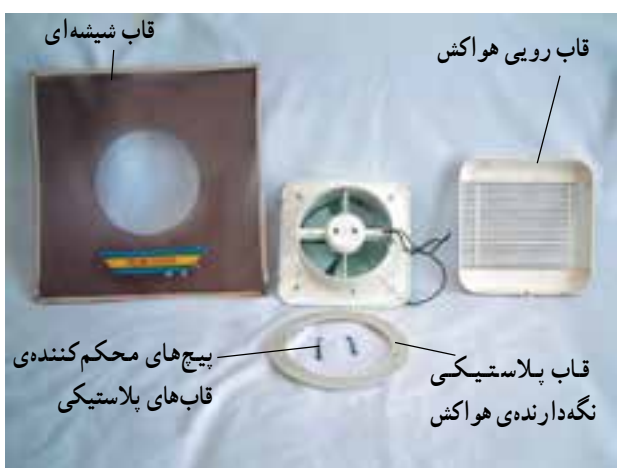 قاب شیشه‌ای
قاب رویی هواکش
پیچ‌های محکم‌کننده‌ی
قاب‌های پلاستیکی
قاب پلاستیکی
نگه‌دارنده‌ی هواکش